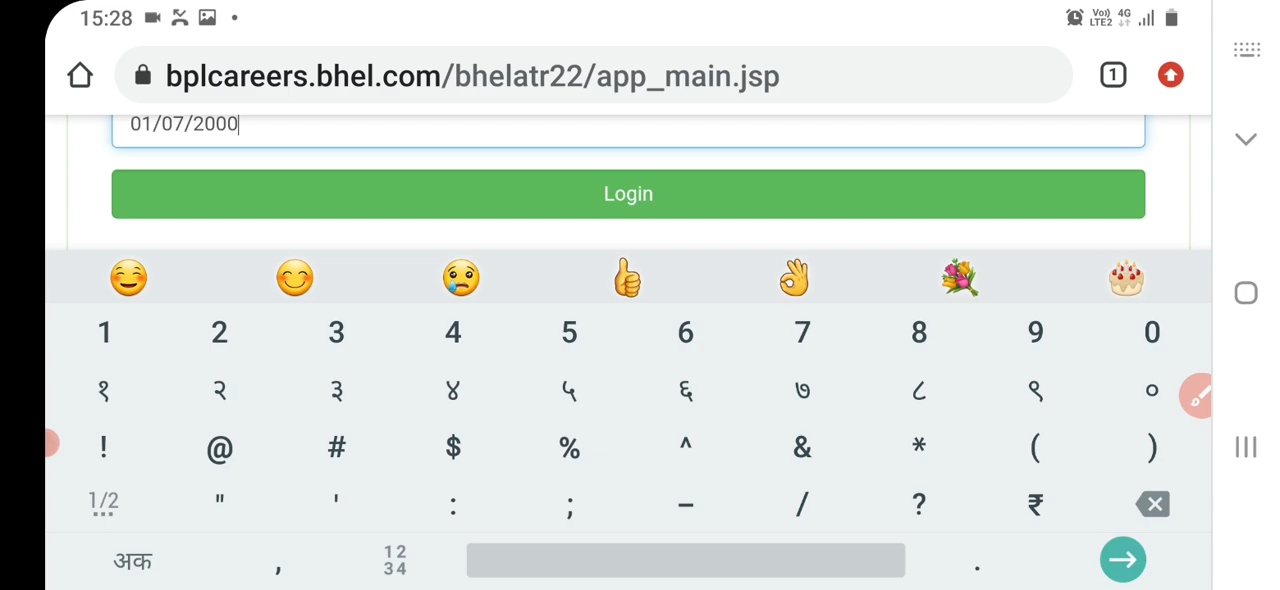 15:28 Vo)) LTE2 4G
bplcareers.bhel.com/bhelatr22/app_main.jsp 1
01/07/2000
Login
1 2 3 4 5 6 7 8 9 0
१ २ ३ ४ ५ ६ ७ ८ ९ ०
! @ # $ % ^ & * ( )
1/2 " ' : ; – / ? ₹
अक , 12 34 .